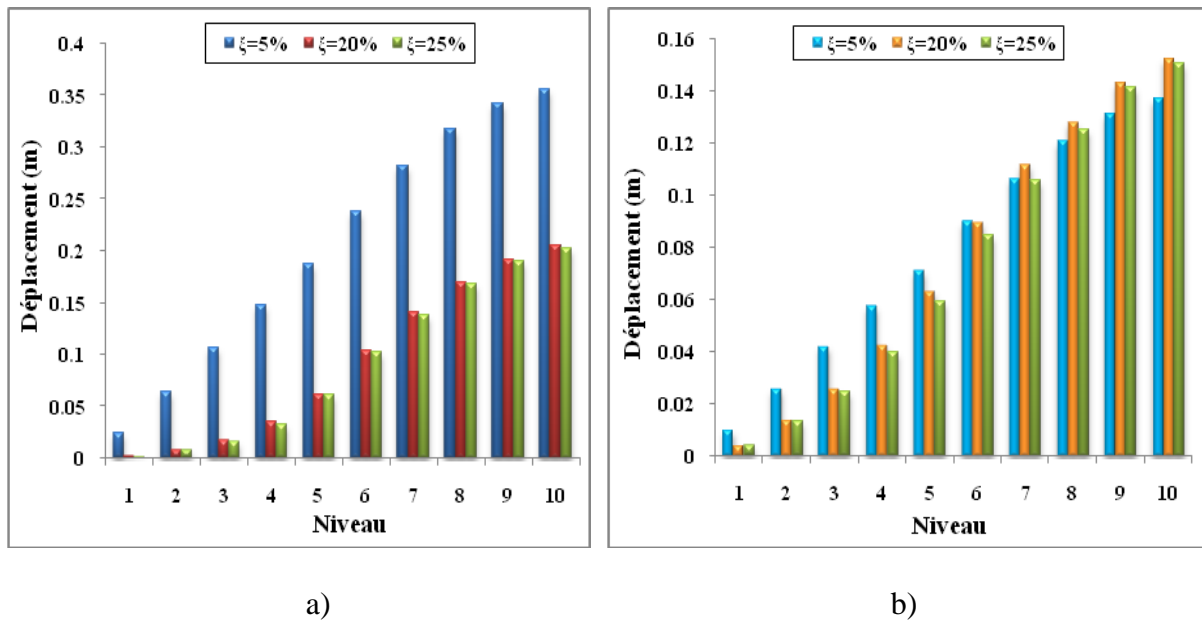 ξ=5% ξ=20% ξ=25%
0.4
0.35
0.3
0.25
0.2
0.15
0.1
0.05
0
Déplacement (m)
1 2 3 4 5 6 7 8 9 10
Niveau
a)
ξ=5% ξ=20% ξ=25%
0.16
0.14
0.12
0.1
0.08
0.06
0.04
0.02
0
Déplacement (m)
1 2 3 4 5 6 7 8 9 10
Niveau
b)